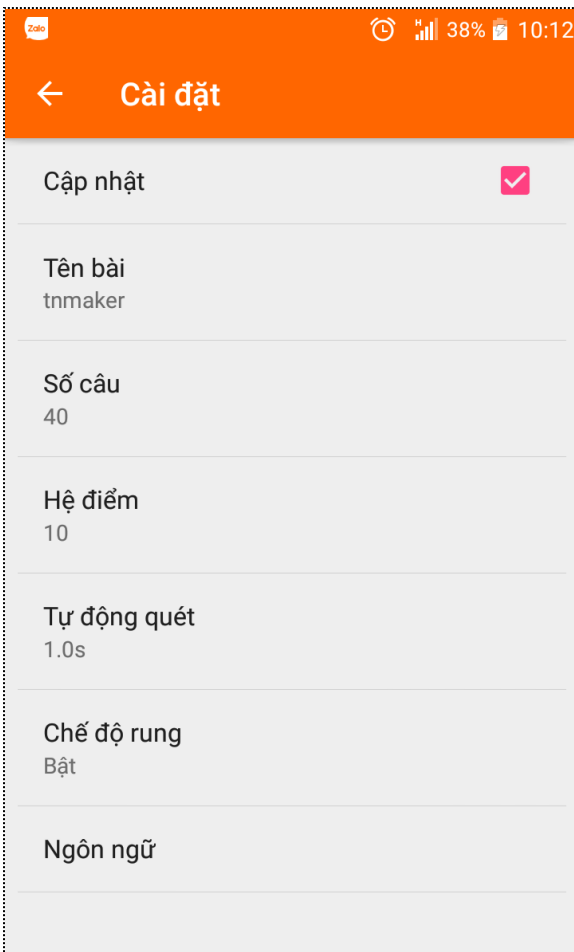 Zalo 38% 10:12
Cài đặt
Cập nhật
Tên bài
tnmaker
Số câu
40
Hệ điểm
10
Tự động quét
1.0s
Chế độ rung
Bật
Ngôn ngữ